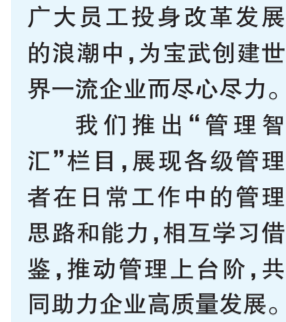 广大员工投身改革发展
的浪潮中,为宝武创建世
界一流企业而尽心尽力。
我们推出“管理智
汇”栏目,展现各级管理
者在日常工作中的管理
思路和能力,相互学习借
鉴,推动管理上台阶,共
同助力企业高质量发展。